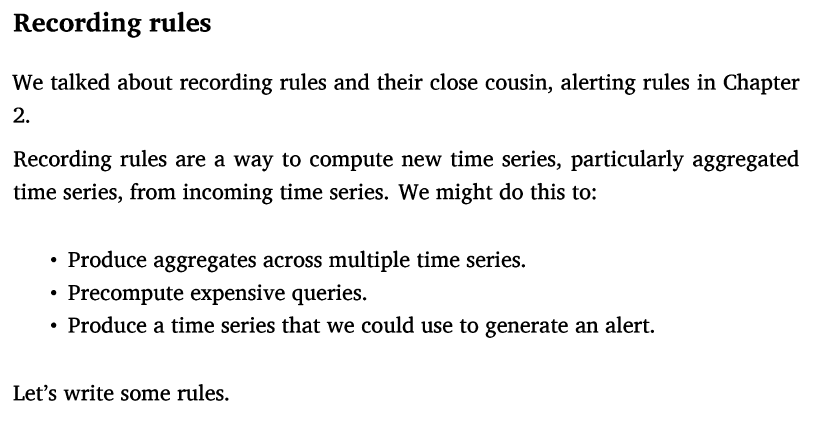 Recording rules
We talked about recording rules and their close cousin, alerting rules in Chapter
2.
Recording rules are a way to compute new time series, particularly aggregated
time series, from incoming time series. We might do this to:
• Produce aggregates across multiple time series.
• Precompute expensive queries.
• Produce a time series that we could use to generate an alert.
Let’s write some rules.